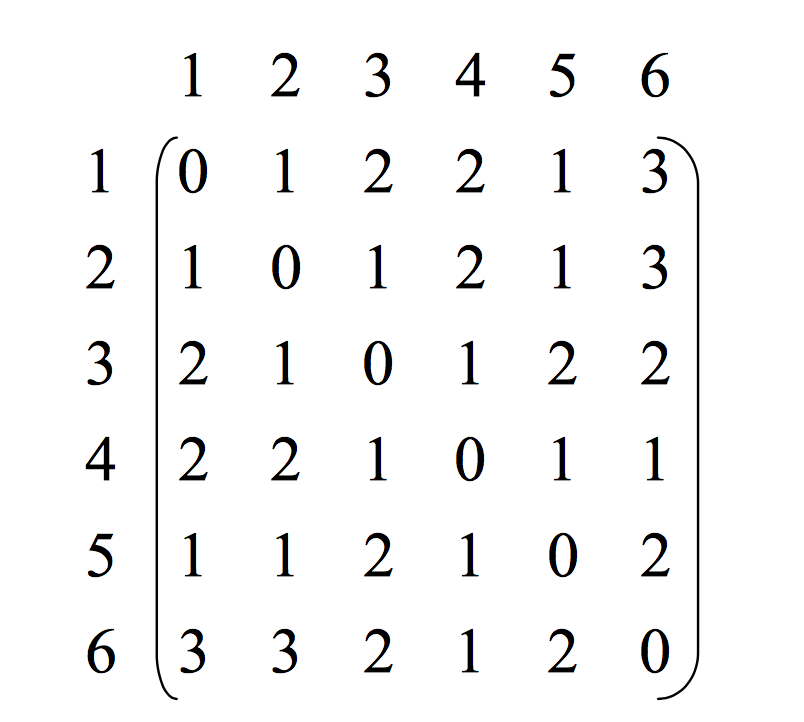 1 2 3 4 5 6
1 0 1 2 2 1 3
2 1 0 1 2 1 3
3 2 1 0 1 2 2
4 2 2 1 0 1 1
5 1 1 2 1 0 2
6 3 3 2 1 2 0